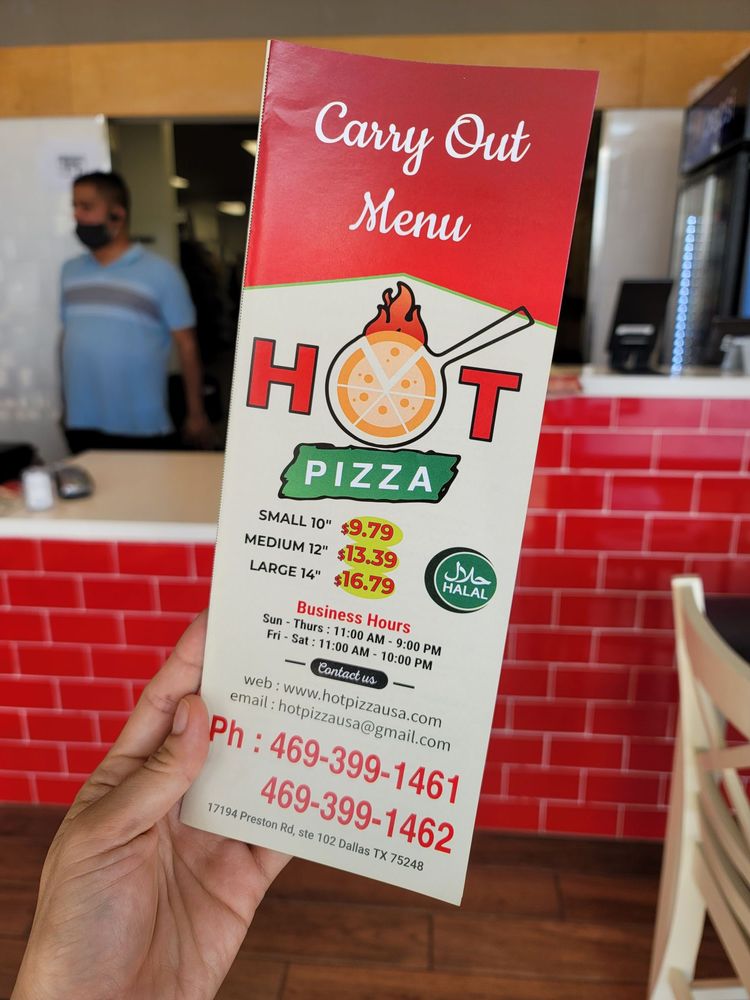 Carry Out
Menu
HOT
PIZZA
SMALL 10" $9.79
MEDIUM 12" $13.39
LARGE 14" $16.79
حلال
HALAL
Business Hours
Sun - Thurs : 11:00 AM - 9:00 PM
Fri - Sat : 11:00 AM - 10:00 PM
Contact us
web : www.hotpizzausa.com
email : hotpizzausa@gmail.com
Ph : 469-399-1461
469-399-1462
17194 Preston Rd, ste 102 Dallas TX 75248